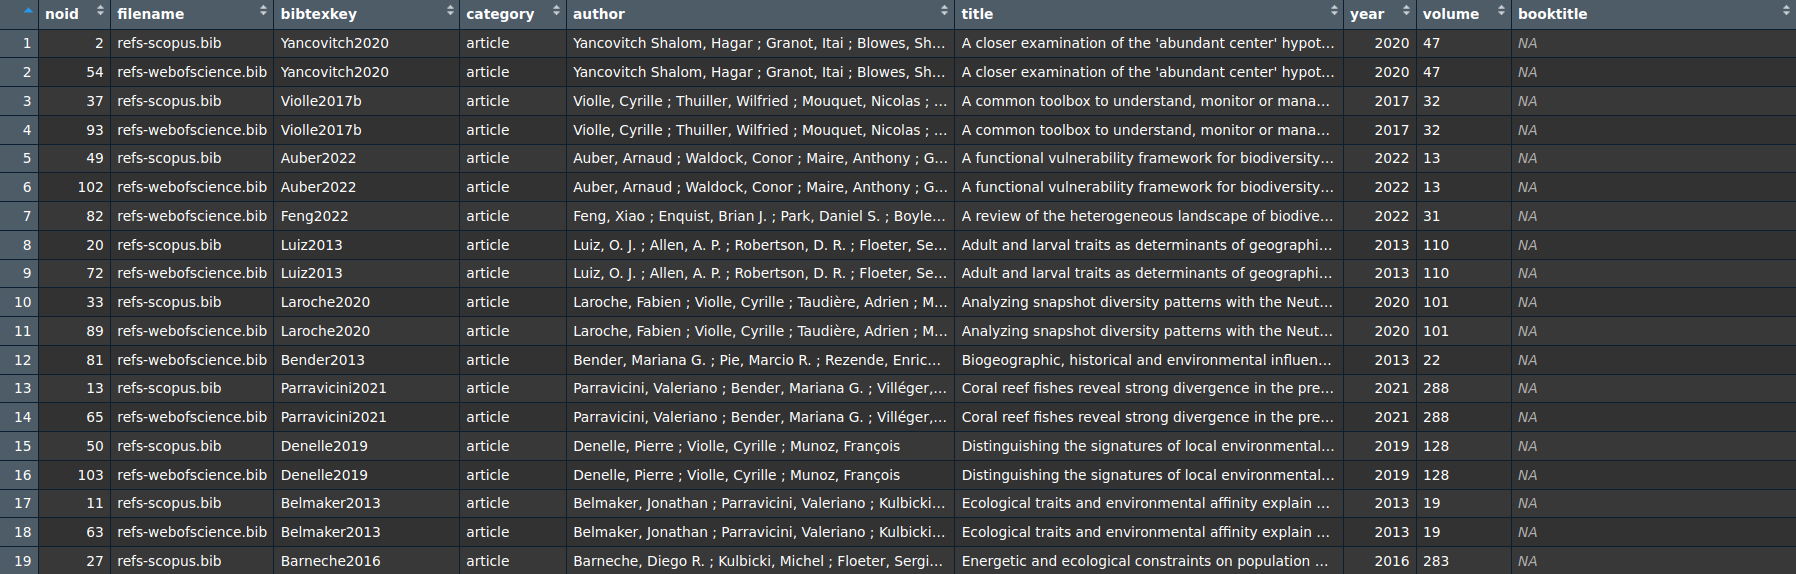 noid filename bibtexkey category author title year volume booktitle
1 2 refs-scopus.bib Yancovitch2020 article Yancovitch Shalom, Hagar ; Granot, Itai ; Blowes, Sh... A closer examination of the 'abundant center' hypot... 2020 47 NA
2 54 refs-webofscience.bib Yancovitch2020 article Yancovitch Shalom, Hagar ; Granot, Itai ; Blowes, Sh... A closer examination of the 'abundant center' hypot... 2020 47 NA
3 37 refs-scopus.bib Violle2017b article Violle, Cyrille ; Thuiller, Wilfried ; Mouquet, Nicolas ; ... A common toolbox to understand, monitor or mana... 2017 32 NA
4 93 refs-webofscience.bib Violle2017b article Violle, Cyrille ; Thuiller, Wilfried ; Mouquet, Nicolas ; ... A common toolbox to understand, monitor or mana... 2017 32 NA
5 49 refs-scopus.bib Auber2022 article Auber, Arnaud ; Waldock, Conor ; Maire, Anthony ; G... A functional vulnerability framework for biodiversity... 2022 13 NA
6 102 refs-webofscience.bib Auber2022 article Auber, Arnaud ; Waldock, Conor ; Maire, Anthony ; G... A functional vulnerability framework for biodiversity... 2022 13 NA
7 82 refs-webofscience.bib Feng2022 article Feng, Xiao ; Enquist, Brian J. ; Park, Daniel S. ; Boyle... A review of the heterogeneous landscape of biodive... 2022 31 NA
8 20 refs-scopus.bib Luiz2013 article Luiz, O. J. ; Allen, A. P. ; Robertson, D. R. ; Floeter, Se... Adult and larval traits as determinants of geographi... 2013 110 NA
9 72 refs-webofscience.bib Luiz2013 article Luiz, O. J. ; Allen, A. P. ; Robertson, D. R. ; Floeter, Se... Adult and larval traits as determinants of geographi... 2013 110 NA
10 33 refs-scopus.bib Laroche2020 article Laroche, Fabien ; Violle, Cyrille ; Taudière, Adrien ; M... Analyzing snapshot diversity patterns with the Neut... 2020 101 NA
11 89 refs-webofscience.bib Laroche2020 article Laroche, Fabien ; Violle, Cyrille ; Taudière, Adrien ; M... Analyzing snapshot diversity patterns with the Neut... 2020 101 NA
12 81 refs-webofscience.bib Bender2013 article Bender, Mariana G. ; Pie, Marcio R. ; Rezende, Enric... Biogeographic, historical and environmental influen... 2013 22 NA
13 13 refs-scopus.bib Parravicini2021 article Parravicini, Valeriano ; Bender, Mariana G. ; Villéger,... Coral reef fishes reveal strong divergence in the pre... 2021 288 NA
14 65 refs-webofscience.bib Parravicini2021 article Parravicini, Valeriano ; Bender, Mariana G. ; Villéger,... Coral reef fishes reveal strong divergence in the pre... 2021 288 NA
15 50 refs-scopus.bib Denelle2019 article Denelle, Pierre ; Violle, Cyrille ; Munoz, François Distinguishing the signatures of local environmental... 2019 128 NA
16 103 refs-webofscience.bib Denelle2019 article Denelle, Pierre ; Violle, Cyrille ; Munoz, François Distinguishing the signatures of local environmental... 2019 128 NA
17 11 refs-scopus.bib Belmaker2013 article Belmaker, Jonathan ; Parravicini, Valeriano ; Kulbicki... Ecological traits and environmental affinity explain ... 2013 19 NA
18 63 refs-webofscience.bib Belmaker2013 article Belmaker, Jonathan ; Parravicini, Valeriano ; Kulbicki... Ecological traits and environmental affinity explain ... 2013 19 NA
19 27 refs-scopus.bib Barneche2016 article Barneche, Diego R. ; Kulbicki, Michel ; Floeter, Sergi... Energetic and ecological constraints on population ... 2016 283 NA